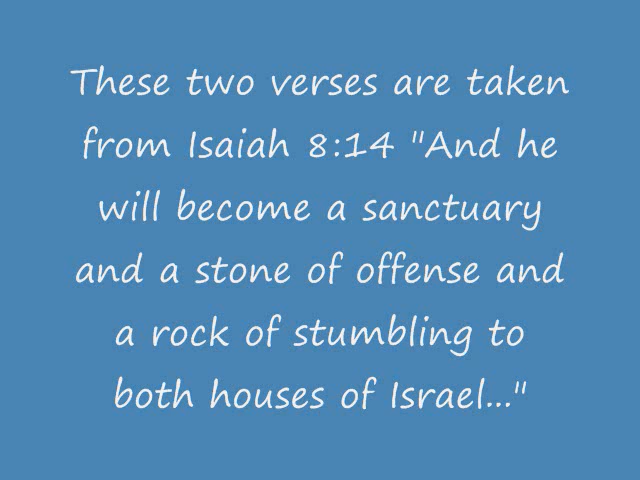 These two verses are taken
from Isaiah 8:14 "And he
will become a sanctuary
and a stone of offense and
a rock of stumbling to
both houses of Israel..."